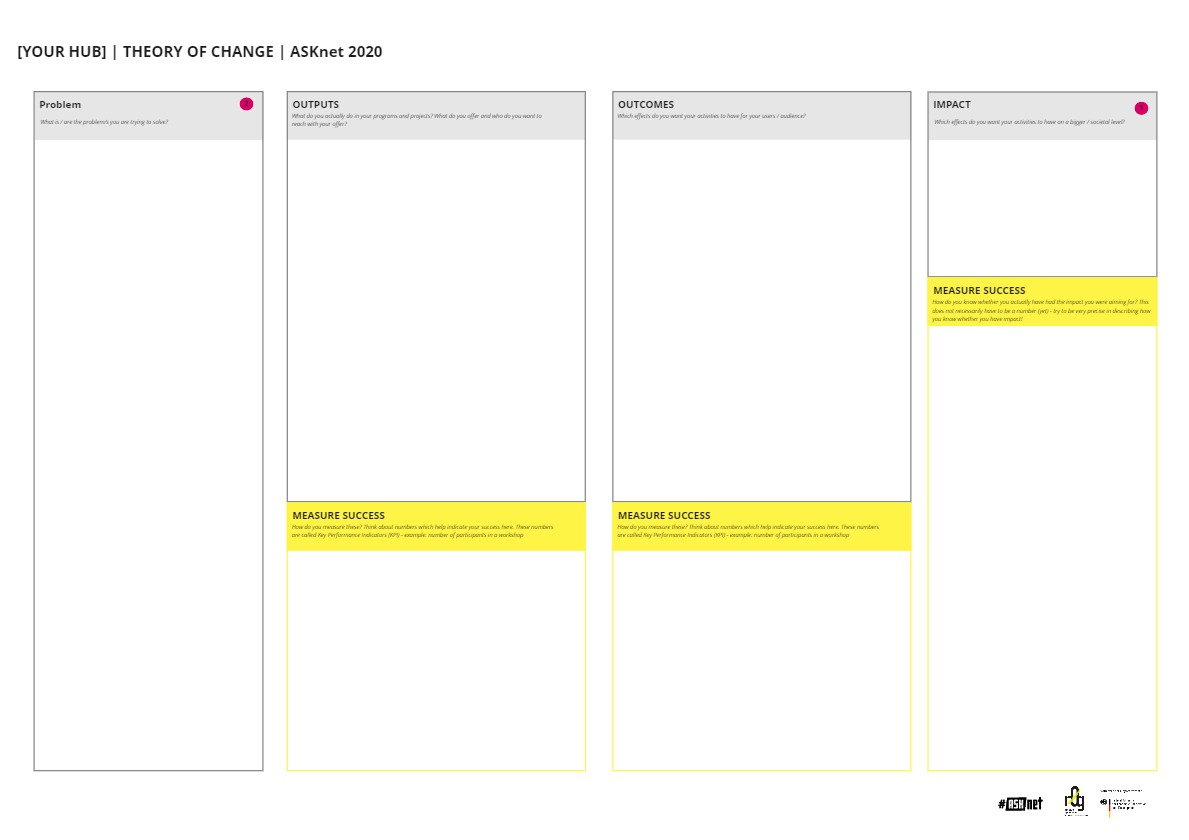 [YOUR HUB] | THEORY OF CHANGE | ASKnet 2020
Problem
What is / are the problem/s you are trying to solve?
OUTPUTS
What do you actually do in your programs and projects? What do you offer and who do you want to
reach with your offer?
MEASURE SUCCESS
How do you measure these? Think about numbers which help indicate your success here. These numbers
are called Key Performance Indicators (KPI) - example: number of participants in a workshop
OUTCOMES
Which effects do you want your activities to have for your users / audience?
MEASURE SUCCESS
How do you measure these? Think about numbers which help indicate your success here. These numbers
are called Key Performance Indicators (KPI) - example: number of participants in a workshop
IMPACT
Which effects do you want your activities to have on a bigger / societal level?
MEASURE SUCCESS
How do you know whether you actually have had the impact you were aiming for? This
does not necessarily have to be a number (yet) - try to be very precise in describing how
you know whether you have impact!
#ASKnet